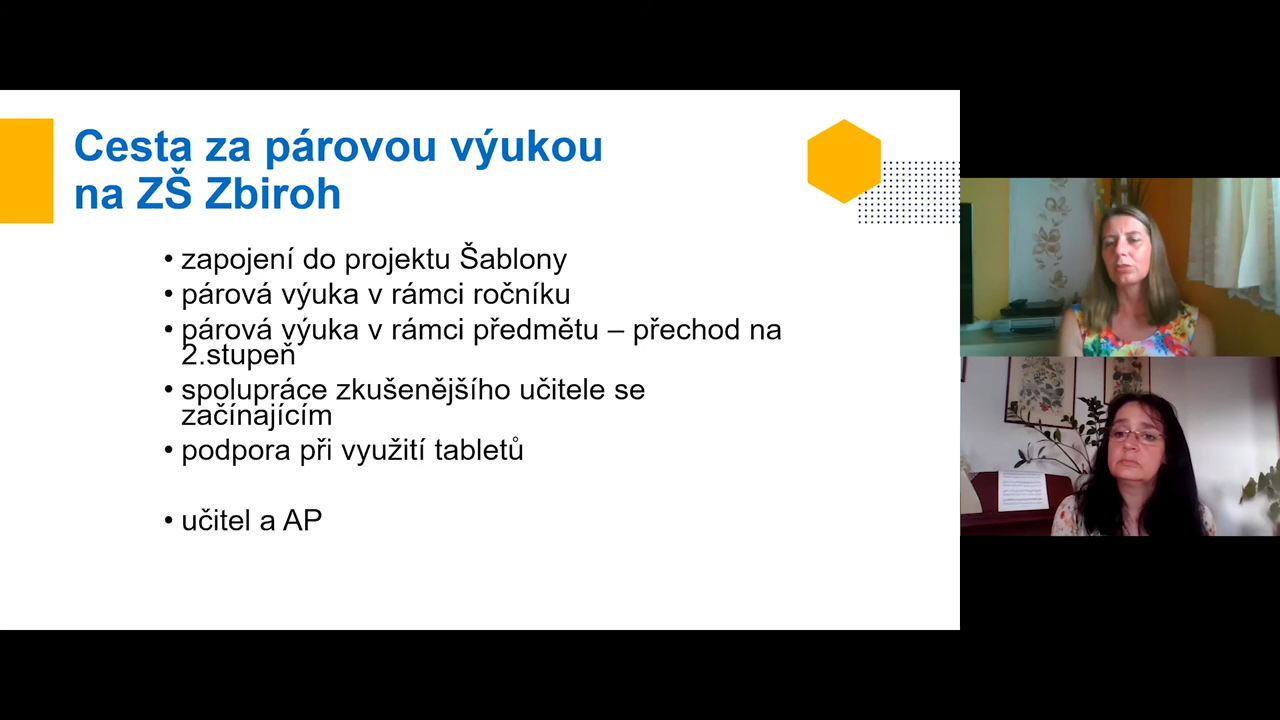 Cesta za párovou výukou
na ZŠ Zbiroh
• zapojení do projektu Šablony
• párová výuka v rámci ročníku
• párová výuka v rámci předmětu – přechod na
2.stupeň
• spolupráce zkušenějšího učitele se
začínajícím
• podpora při využití tabletů
• učitel a AP